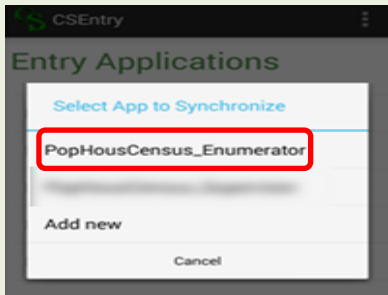 CSEntry
Entry Applications
Select App to Synchronize
PopHousCensus_Enumerator
Add new
Cancel